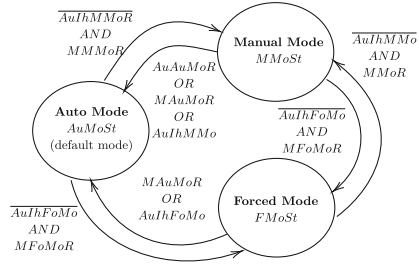 AuIhMMoR
AND
MMMoR
Manual Mode
MMoSt
AuIhMMo
AND
MMoR
AuAuMoR
OR
MAuMoR
OR
AuIhMMo
Auto Mode
AuMoSt
(default mode)
AuIhFoMo
AND
MFoMoR
MAuMoR
OR
AuIhFoMo
Forced Mode
FMoSt
AuIhFoMo
AND
MFoMoR